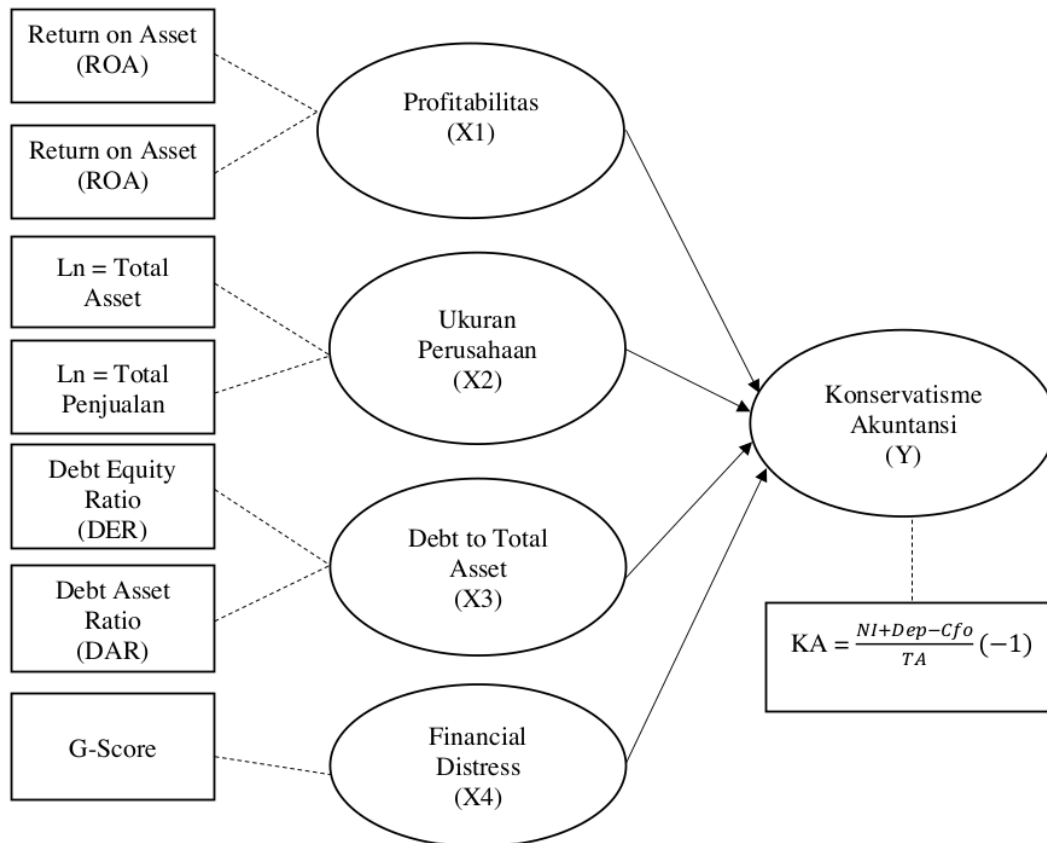 Return on Asset
(ROA)
Return on Asset
(ROA)
Ln = Total
Asset
Ln = Total
Penjualan
Debt Equity
Ratio
(DER)
Debt Asset
Ratio
(DAR)
G-Score
Profitabilitas
(X1)
Ukuran
Perusahaan
(X2)
Debt to Total
Asset
(X3)
Financial
Distress
(X4)
Konservatisme
Akuntansi
(Y)
KA = \frac{NI+Dep−Cfo}{TA} (−1)